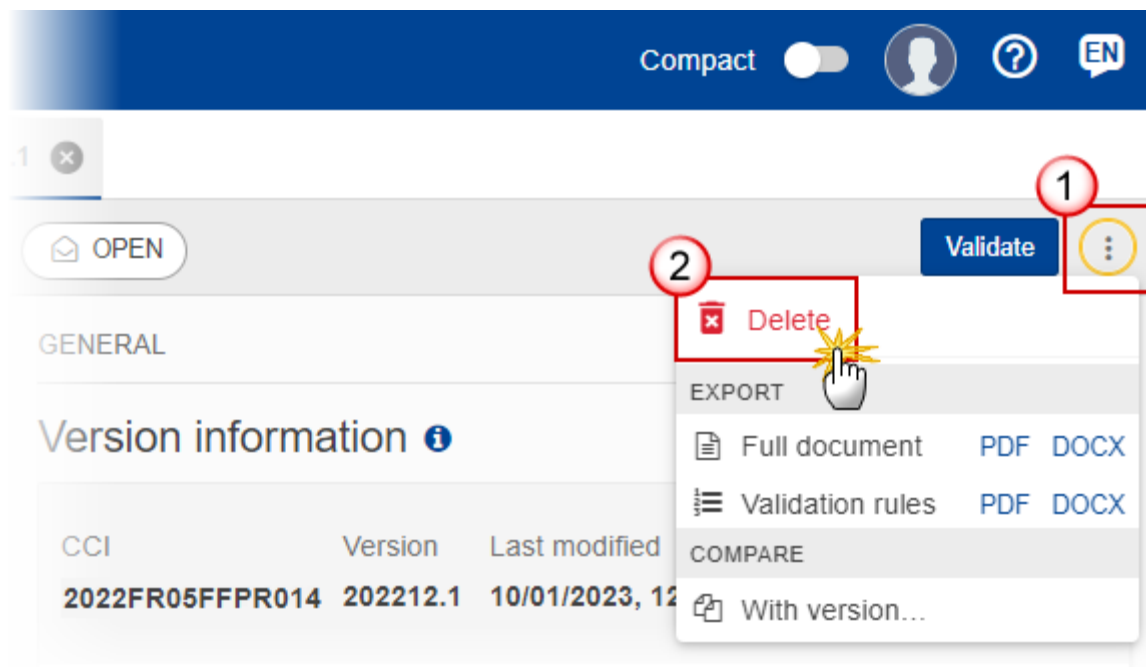 Compact EN
.1
1
OPEN Validate
2
Delete
GENERAL
EXPORT
Version information
Full document PDF DOCX
Validation rules PDF DOCX
CCI Version Last modified
COMPARE
2022FR05FFPR014 202212.1 10/01/2023, 12
With version...